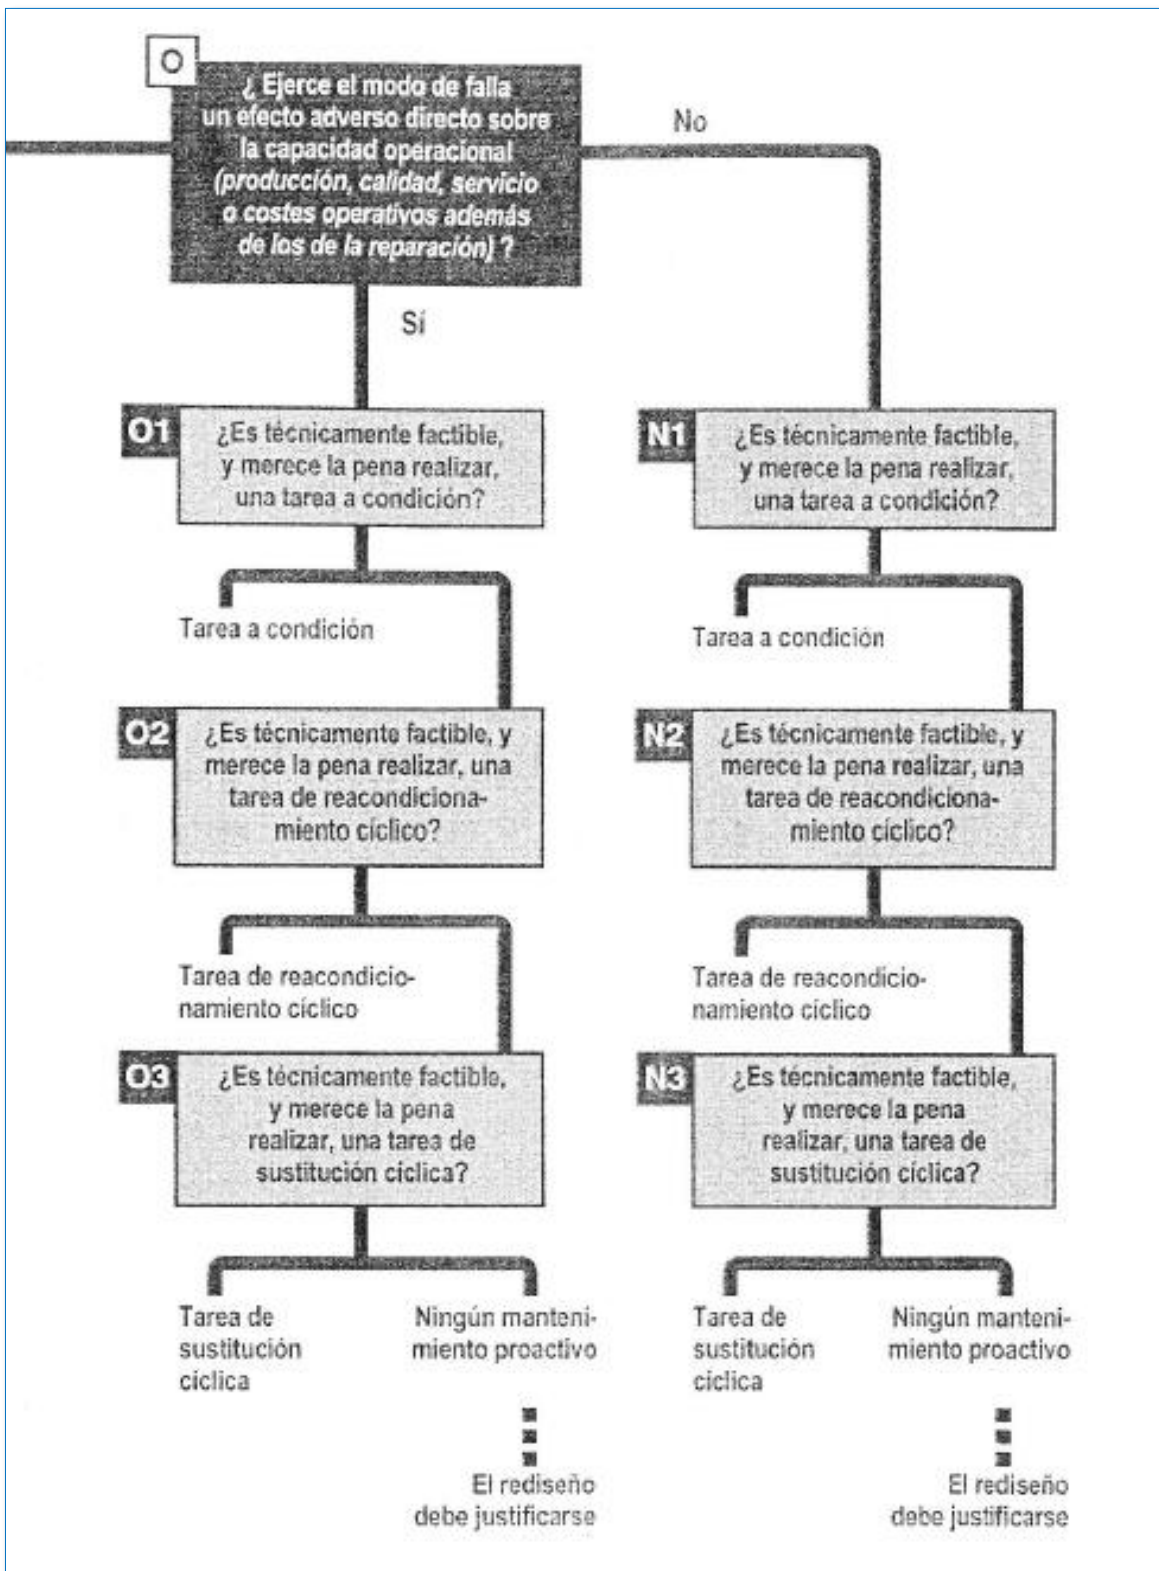 O
¿ Ejerce el modo de falla
un efecto adverso directo sobre
la capacidad operacional
(producción, calidad, servicio
o costes operativos además
de los de la reparación) ?
No
Sí
O1
¿Es técnicamente factible,
y merece la pena realizar,
una tarea a condición?
Tarea a condición
O2
¿Es técnicamente factible, y
merece la pena realizar, una
tarea de reacondiciona-
miento cíclico?
Tarea de reacondicio-
namiento cíclico
O3
¿Es técnicamente factible,
y merece la pena
realizar, una tarea de
sustitución cíclica?
Tarea de
sustitución
cíclica
Ningún manteni-
miento proactivo
El rediseño
debe justificarse
N1
¿Es técnicamente factible,
y merece la pena realizar,
una tarea a condición?
Tarea a condición
N2
¿Es técnicamente factible, y
merece la pena realizar, una
tarea de reacondiciona-
miento cíclico?
Tarea de reacondicio-
namiento cíclico
N3
¿Es técnicamente factible,
y merece la pena
realizar, una tarea de
sustitución cíclica?
Tarea de
sustitución
cíclica
Ningún manteni-
miento proactivo
El rediseño
debe justificarse